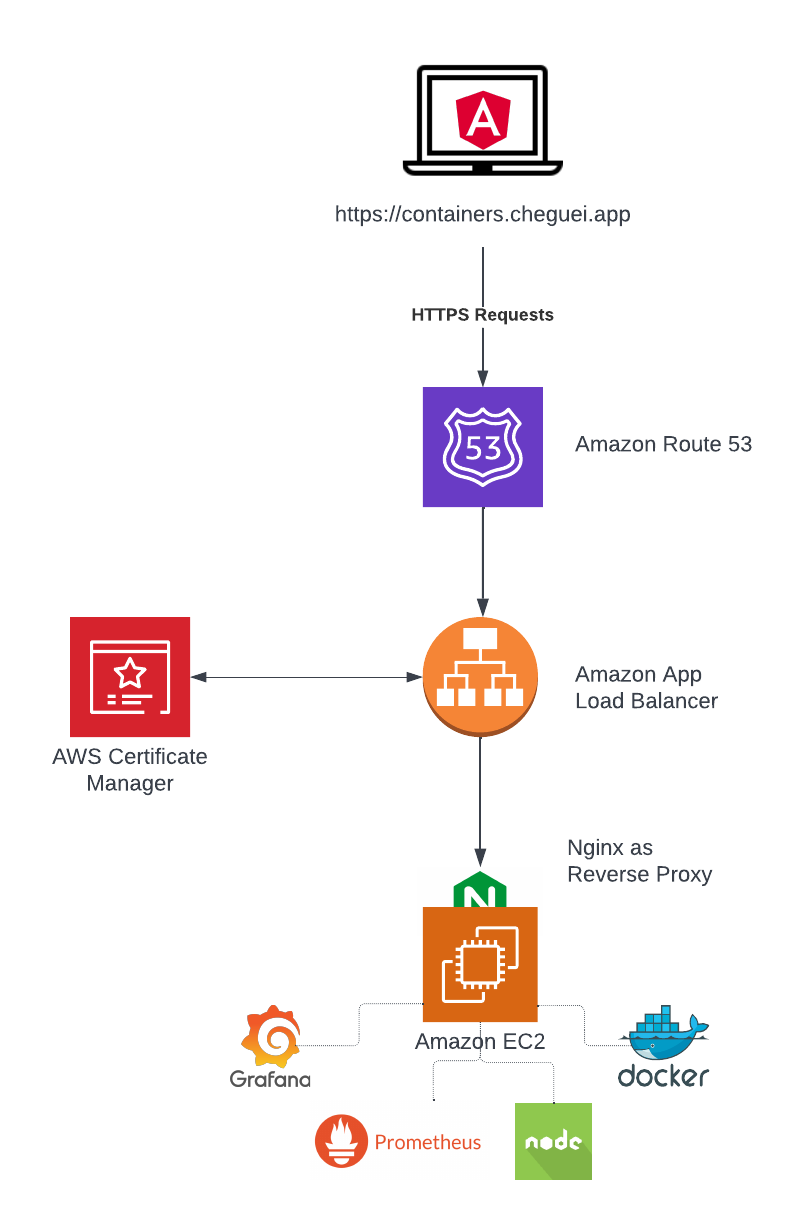 A
https://containers.cheguei.app
HTTPS Requests
53
Amazon Route 53
Amazon App
Load Balancer
AWS Certificate
Manager
Nginx as
Reverse Proxy
N
Amazon EC2
Grafana
docker
Prometheus
node